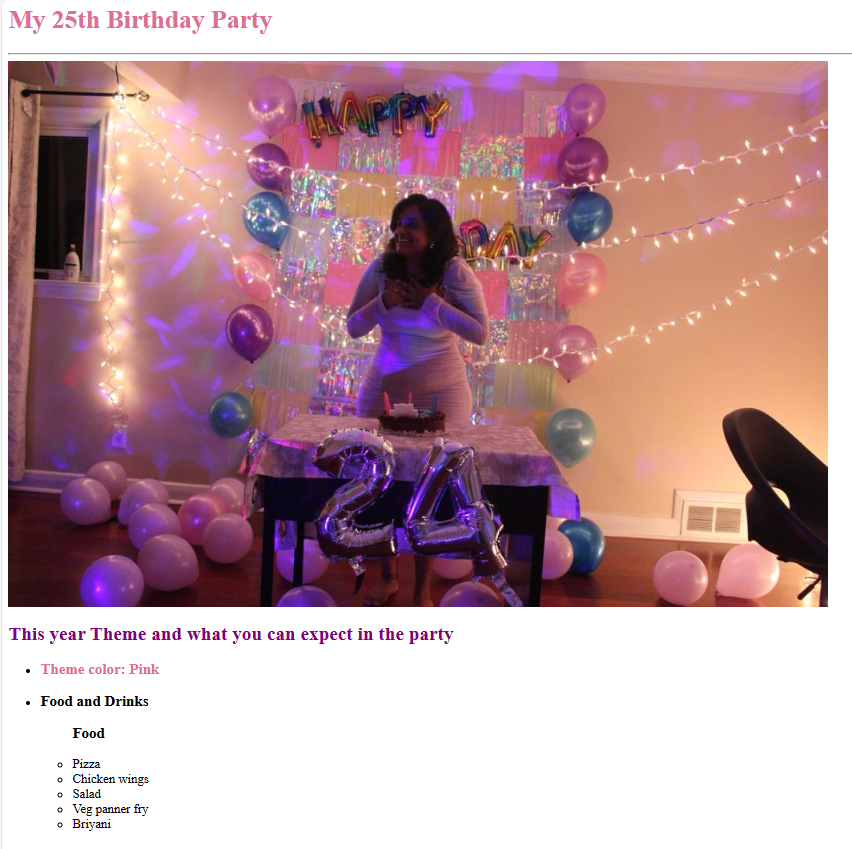 My 25th Birthday Party
HAPPY
DAY
24
This year Theme and what you can expect in the party
Theme color: Pink
Food and Drinks
Food
Pizza
Chicken wings
Salad
Veg panner fry
Briyani